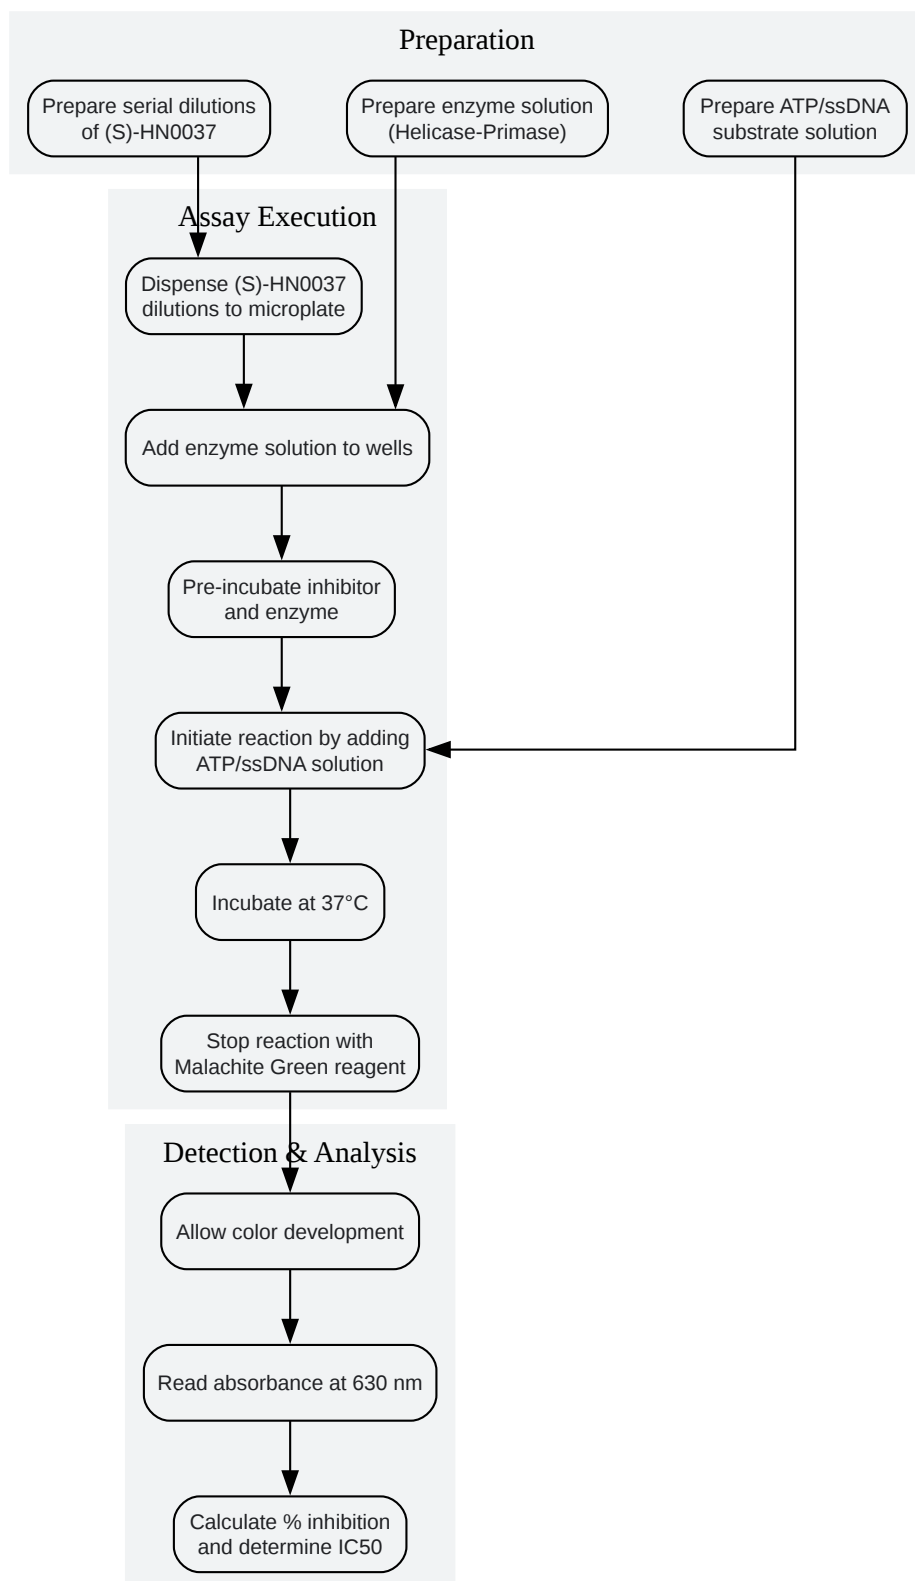 Preparation
Prepare serial dilutions
of (S)-HN0037
Prepare enzyme solution
(Helicase-Primase)
Prepare ATP/ssDNA
substrate solution
Assay Execution
Dispense (S)-HN0037
dilutions to microplate
Add enzyme solution to wells
Pre-incubate inhibitor
and enzyme
Initiate reaction by adding
ATP/ssDNA solution
Incubate at 37°C
Stop reaction with
Malachite Green reagent
Detection & Analysis
Allow color development
Read absorbance at 630 nm
Calculate % inhibition
and determine IC50